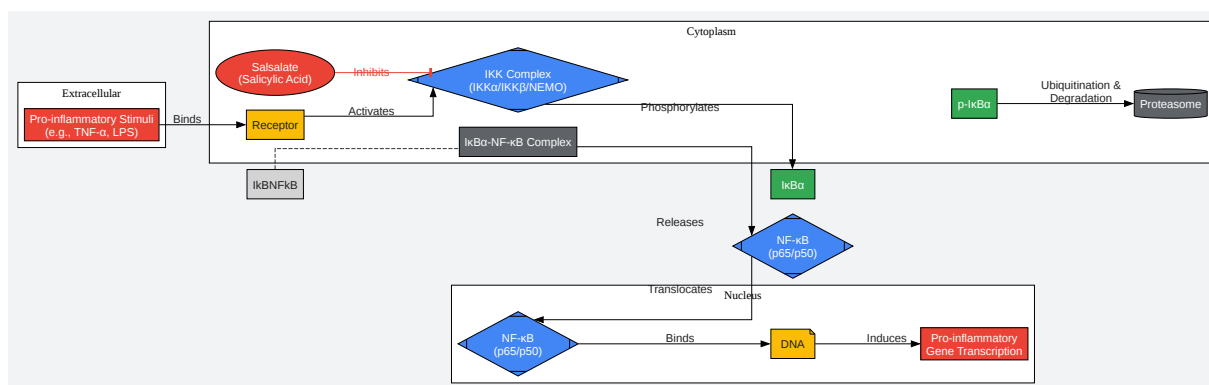 Cytoplasm
Salsalate
(Salicylic Acid)
Inhibits
IKK Complex
(IKKα/IKKβ/NEMO)
Extracellular
Pro-inflammatory Stimuli
(e.g., TNF-α, LPS)
Binds
Receptor
Activates
Phosphorylates
p-IκBα
Ubiquitination &
Degradation
Proteasome
IκBα-NF-κB Complex
IkBNFkB
IκBα
Releases
NF-κB
(p65/p50)
Translocates
Nucleus
NF-κB
(p65/p50)
Binds
DNA
Induces
Pro-inflammatory
Gene Transcription